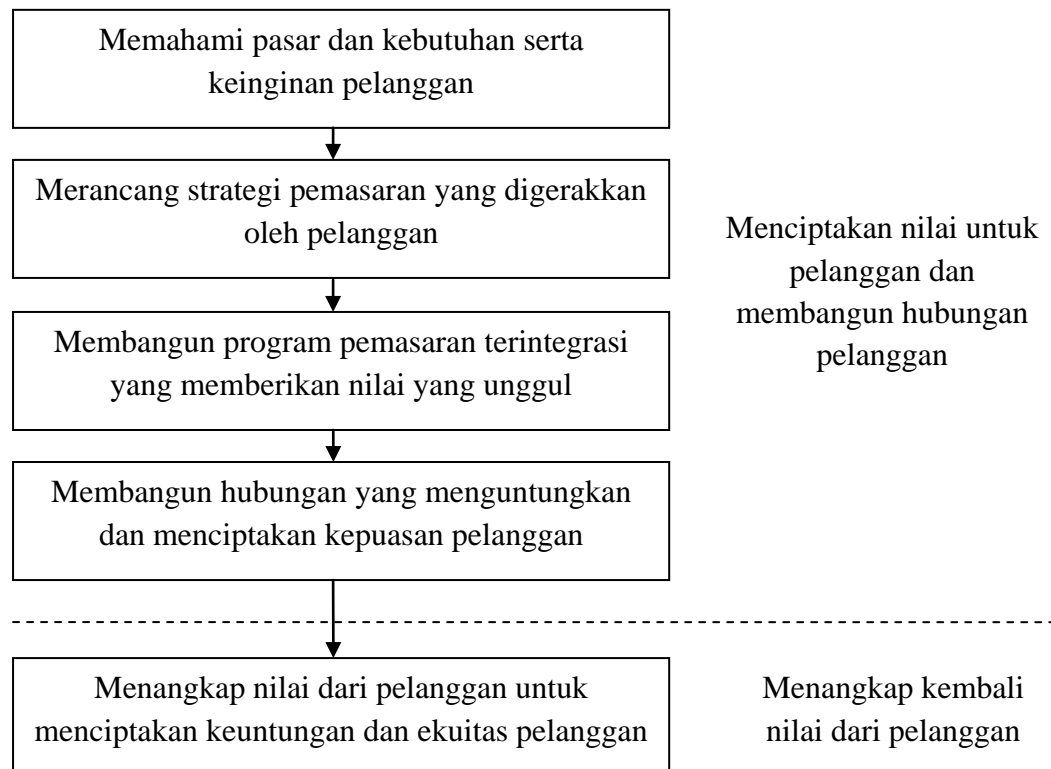 Memahami pasar dan kebutuhan serta
keinginan pelanggan
Merancang strategi pemasaran yang digerakkan
oleh pelanggan
Menciptakan nilai untuk
pelanggan dan
membangun hubungan
pelanggan
Membangun program pemasaran terintegrasi
yang memberikan nilai yang unggul
Membangun hubungan yang menguntungkan
dan menciptakan kepuasan pelanggan
Menangkap nilai dari pelanggan untuk
menciptakan keuntungan dan ekuitas pelanggan
Menangkap kembali
nilai dari pelanggan